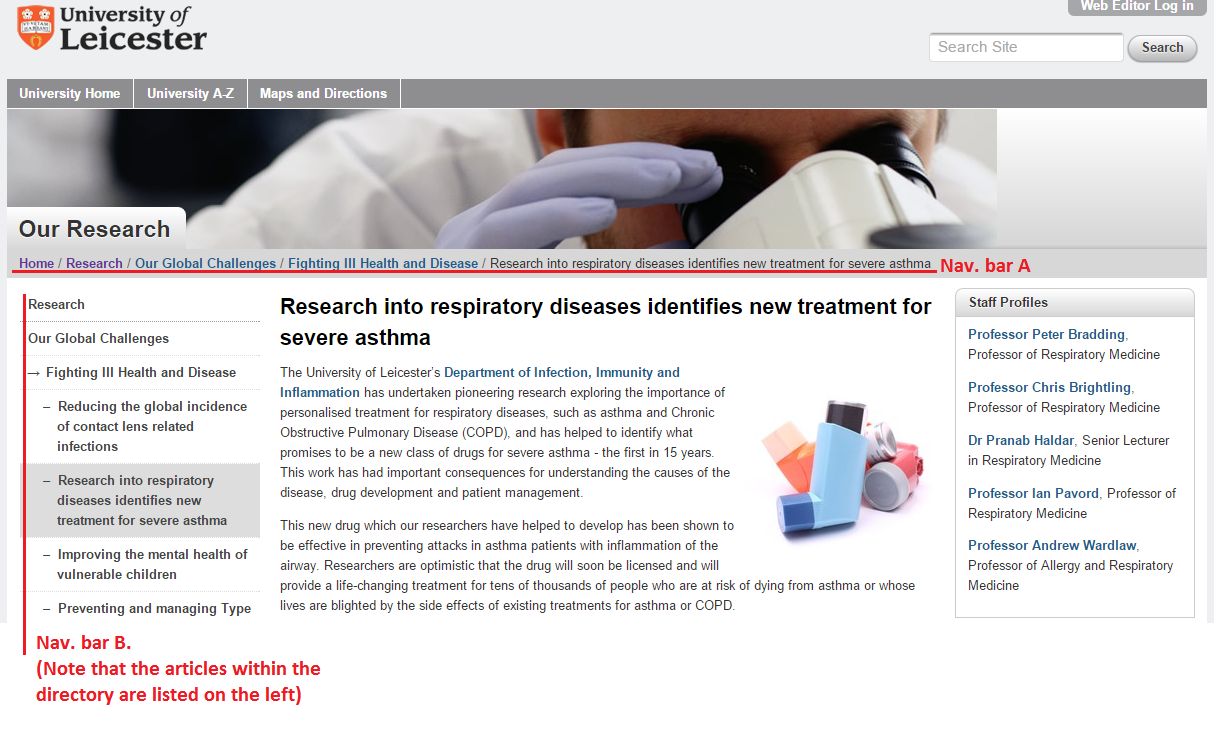 University of
Leicester
Web Editor Log in
Search Site
Search
University Home
University A-Z
Maps and Directions
Our Research
Home / Research / Our Global Challenges / Fighting Ill Health and Disease / Research into respiratory diseases identifies new treatment for severe asthma
Nav. bar A
Research
Our Global Challenges
→ Fighting Ill Health and Disease
– Reducing the global incidence
of contact lens related
infections
– Research into respiratory
diseases identifies new
treatment for severe asthma
– Improving the mental health of
vulnerable children
– Preventing and managing Type
Nav. bar B.
(Note that the articles within the
directory are listed on the left)
Research into respiratory diseases identifies new treatment for
severe asthma
The University of Leicester's Department of Infection, Immunity and
Inflammation has undertaken pioneering research exploring the importance of
personalised treatment for respiratory diseases, such as asthma and Chronic
Obstructive Pulmonary Disease (COPD), and has helped to identify what
promises to be a new class of drugs for severe asthma - the first in 15 years.
This work has had important consequences for understanding the causes of the
disease, drug development and patient management.
This new drug which our researchers have helped to develop has been shown to
be effective in preventing attacks in asthma patients with inflammation of the
airway. Researchers are optimistic that the drug will soon be licensed and will
provide a life-changing treatment for tens of thousands of people who are at risk of dying from asthma or whose
lives are blighted by the side effects of existing treatments for asthma or COPD.
Staff Profiles
Professor Peter Bradding,
Professor of Respiratory Medicine
Professor Chris Brightling,
Professor of Respiratory Medicine
Dr Pranab Haldar, Senior Lecturer
in Respiratory Medicine
Professor Ian Pavord, Professor of
Respiratory Medicine
Professor Andrew Wardlaw,
Professor of Allergy and Respiratory
Medicine